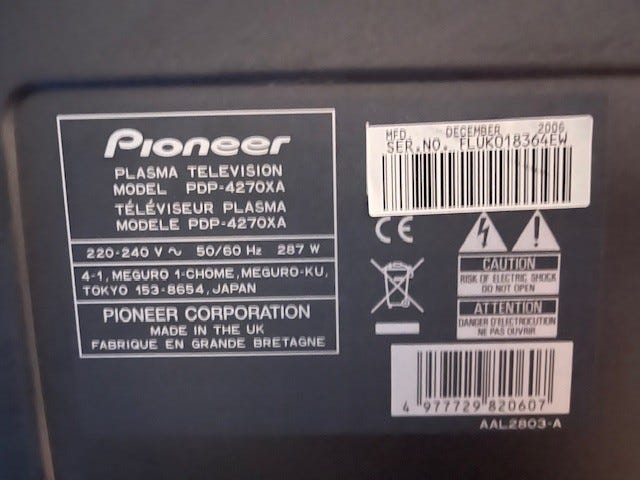 Pioneer
PLASMA TELEVISION
MODEL PDP-4270XA
TÉLÉVISEUR PLASMA
MODELE PDP-4270XA
220-240 V ~ 50/60 Hz 287 W
4-1, MEGURO 1-CHOME, MEGURO-KU,
TOKYO 153-8654, JAPAN
PIONEER CORPORATION
MADE IN THE UK
FABRIQUE EN GRANDE BRETAGNE
MFD. DECEMBER 2006
SER.NO. FLUK018364EW
CE
CAUTION
RISK OF ELECTRIC SHOCK
DO NOT OPEN
ATTENTION
DANGER D'ELECTROCUTION
NE PAS OUVRIR
4 977729 820607
AAL2803-A